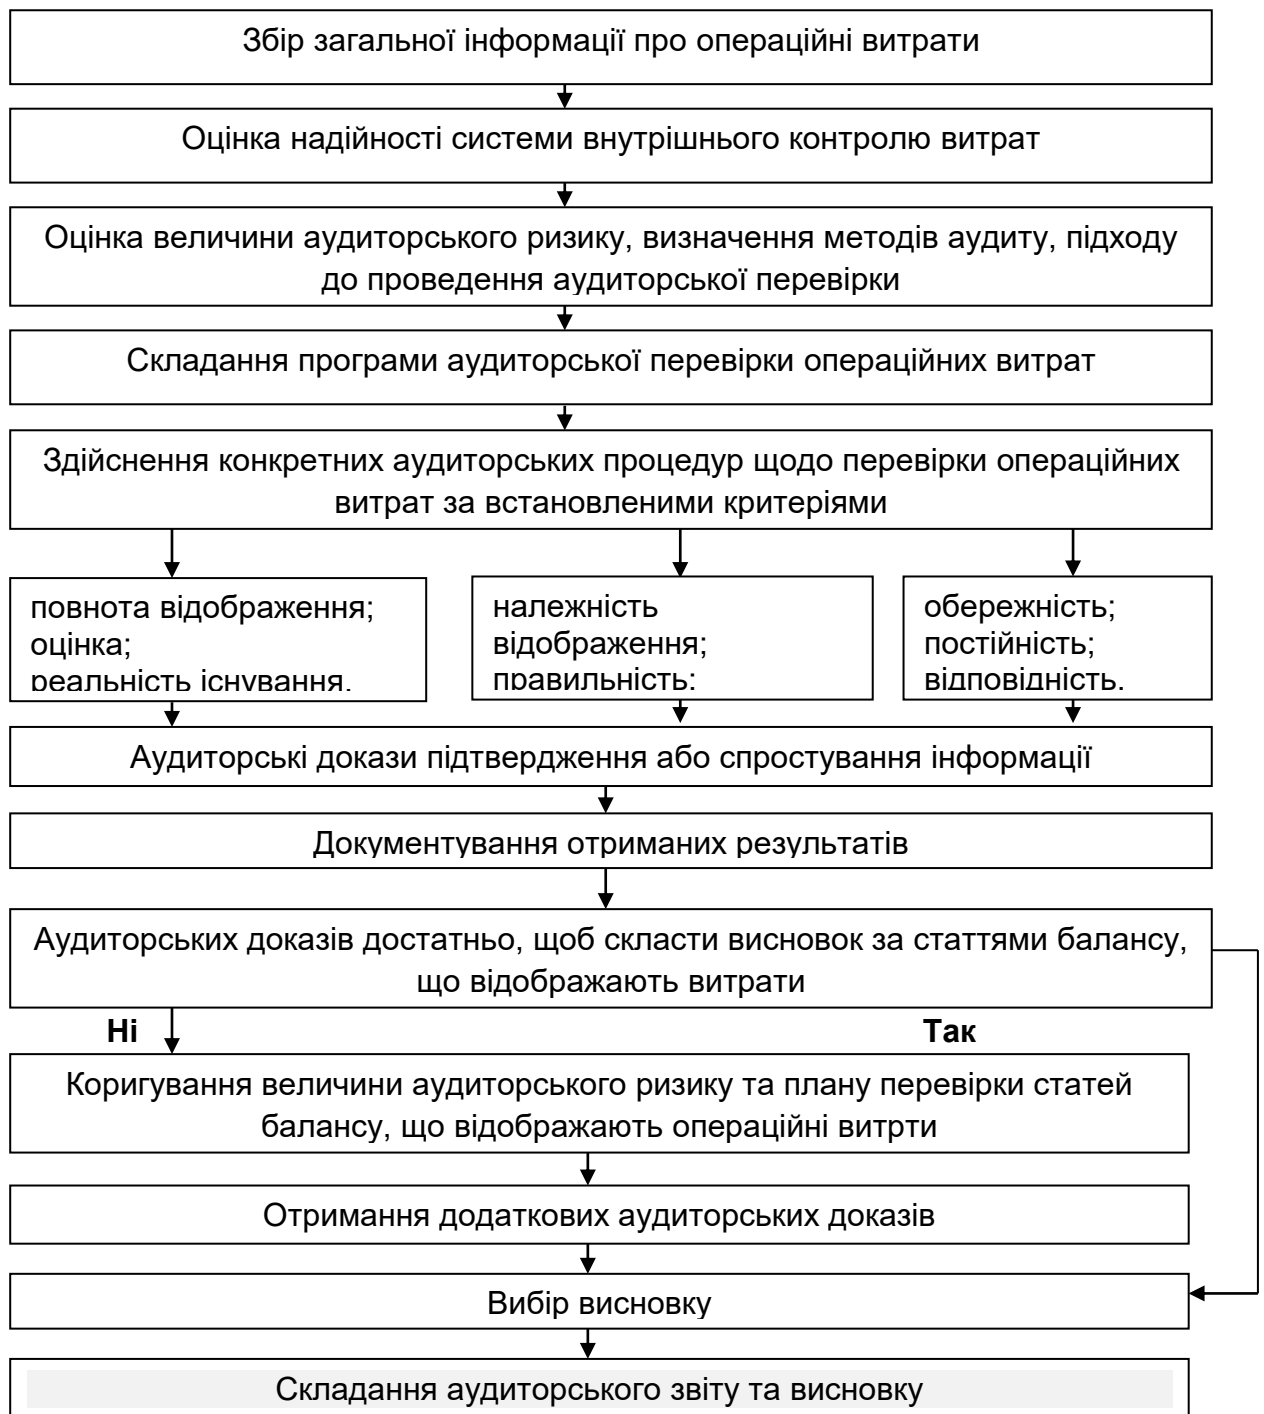 Збір загальної інформації про операційні витрати
Оцінка надійності системи внутрішнього контролю витрат
Оцінка величини аудиторського ризику, визначення методів аудиту, підходу
до проведення аудиторської перевірки
Складання програми аудиторської перевірки операційних витрат
Здійснення конкретних аудиторських процедур щодо перевірки операційних
витрат за встановленими критеріями
повнота відображення;
оцінка;
реальність існування.
належність
відображення;
правильність;
обережність;
постійність;
відповідність.
Аудиторські докази підтвердження або спростування інформації
Документування отриманих результатів
Аудиторських доказів достатньо, щоб скласти висновок за статтями балансу,
що відображають витрати
Ні
Так
Коригування величини аудиторського ризику та плану перевірки статей
балансу, що відображають операційні витрти
Отримання додаткових аудиторських доказів
Вибір висновку
Складання аудиторського звіту та висновку